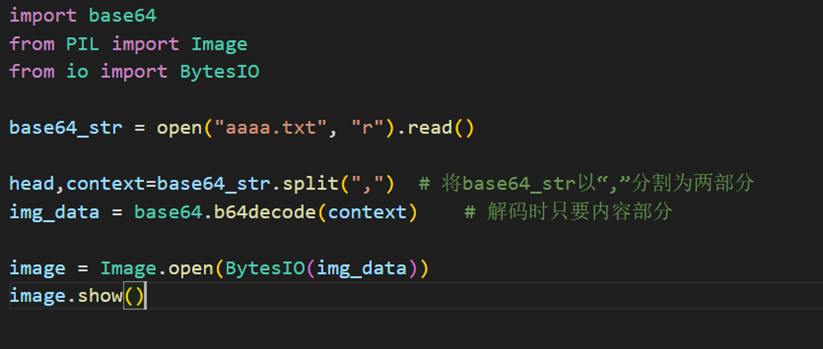 import base64
from PIL import Image
from io import BytesIO
base64_str = open("aaaa.txt", "r").read()
head,context=base64_str.split(",")  # 将base64_str以“,”分割为两部分
img_data = base64.b64decode(context)    # 解码时只要内容部分
image = Image.open(BytesIO(img_data))
image.show()